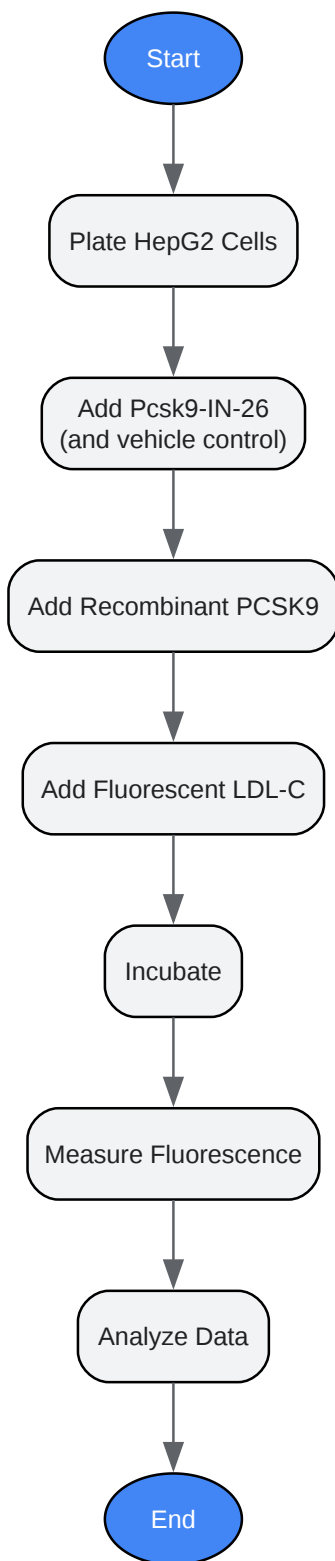 Start
Plate HepG2 Cells
Add Pcsk9-IN-26
(and vehicle control)
Add Recombinant PCSK9
Add Fluorescent LDL-C
Incubate
Measure Fluorescence
Analyze Data
End